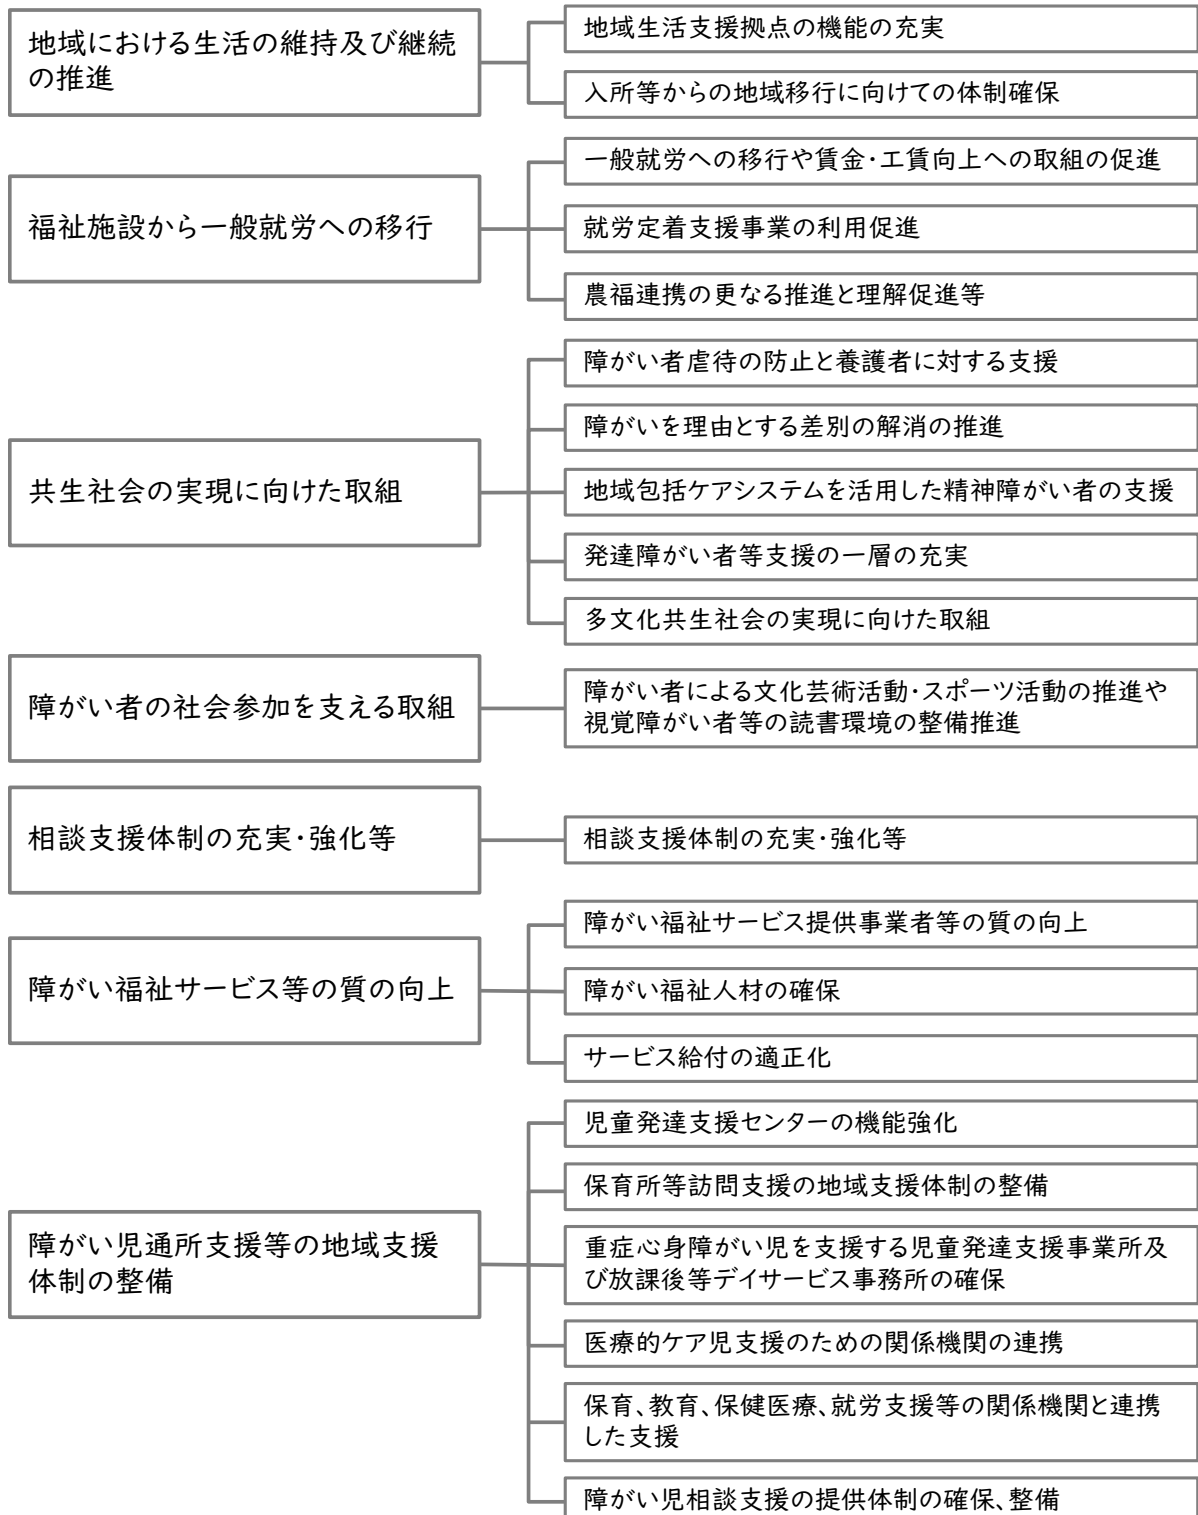 地域における生活の維持及び継続
の推進
地域生活支援拠点の機能の充実
入所等からの地域移行に向けての体制確保
福祉施設から一般就労への移行
一般就労への移行や賃金・工賃向上への取組の促進
就労定着支援事業の利用促進
農福連携の更なる推進と理解促進等
共生社会の実現に向けた取組
障がい者虐待の防止と養護者に対する支援
障がいを理由とする差別の解消の推進
地域包括ケアシステムを活用した精神障がい者の支援
発達障がい者等支援の一層の充実
多文化共生社会の実現に向けた取組
障がい者の社会参加を支える取組
障がい者による文化芸術活動・スポーツ活動の推進や
視覚障がい者等の読書環境の整備推進
相談支援体制の充実・強化等
相談支援体制の充実・強化等
障がい福祉サービス等の質の向上
障がい福祉サービス提供事業者等の質の向上
障がい福祉人材の確保
サービス給付の適正化
障がい児通所支援等の地域支援
体制の整備
児童発達支援センターの機能強化
保育所等訪問支援の地域支援体制の整備
重症心身障がい児を支援する児童発達支援事業所及
び放課後等デイサービス事務所の確保
医療的ケア児支援のための関係機関の連携
保育、教育、保健医療、就労支援等の関係機関と連携
した支援
障がい児相談支援の提供体制の確保、整備